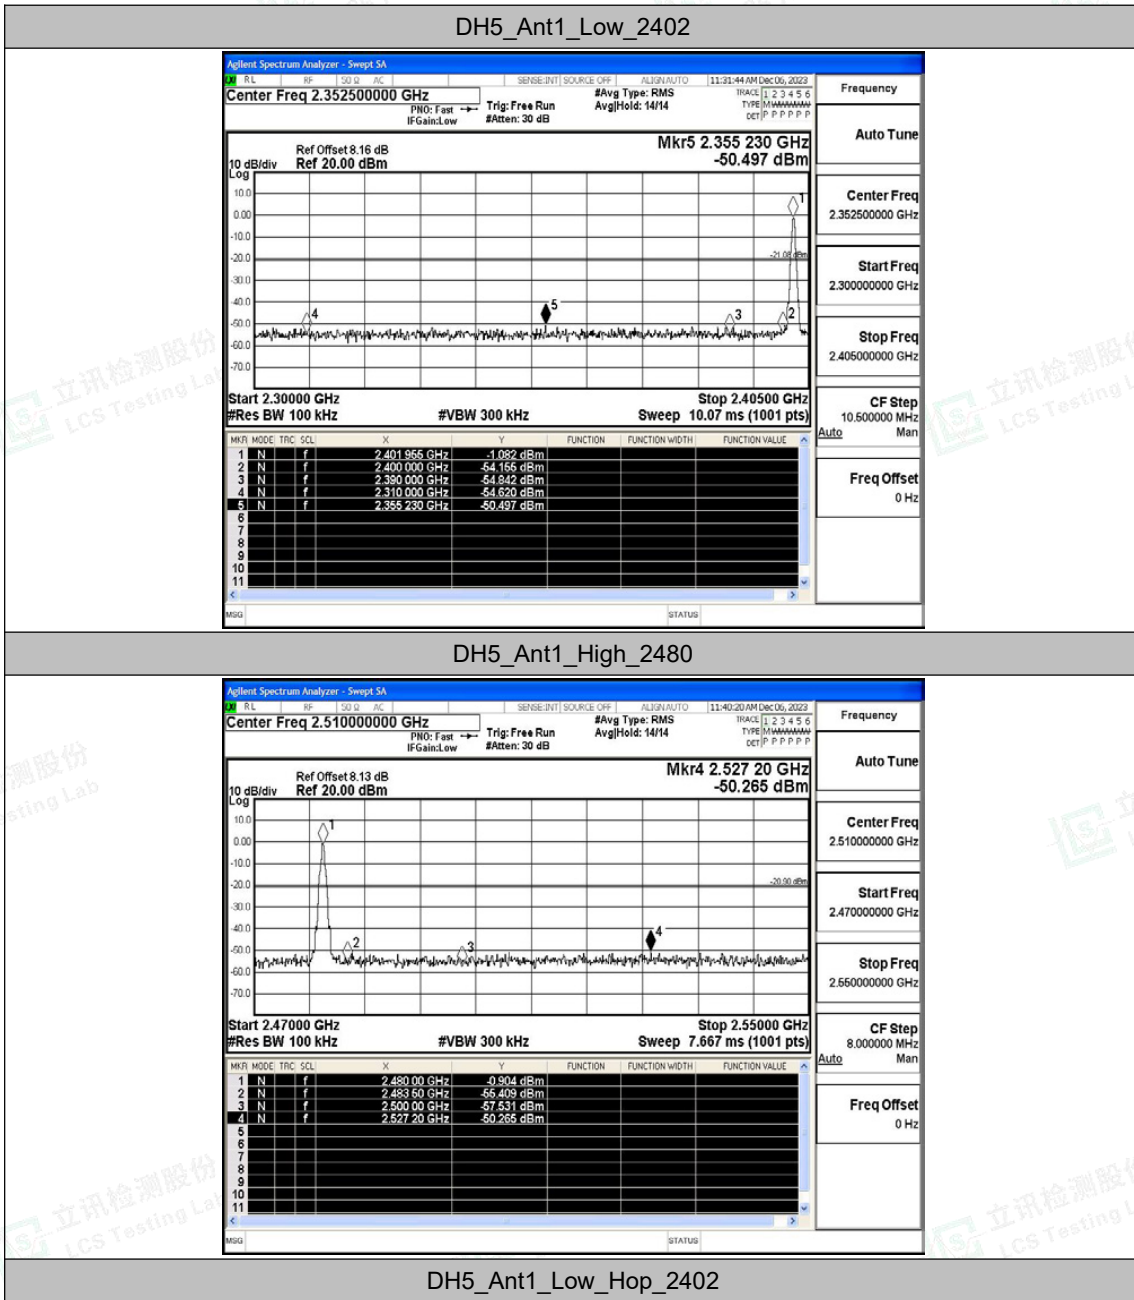 DH5_Ant1_Low_2402
Agilent Spectrum Analyzer - Swept SA
RL RF 50 Ω AC SENSE:INT SOURCE OFF ALIGN AUTO 11:31:44 AM Dec 06, 2023
Center Freq 2.352500000 GHz
PNO: Fast
IFGain:Low
Trig: Free Run
#Atten: 30 dB
#Avg Type: RMS
Avg|Hold: 14/14
TRACE 1 2 3 4 5 6
TYPE MWWWWW
DET P P P P P P
Ref Offset 8.16 dB
Ref 20.00 dBm
10 dB/div
Log
Mkr5 2.355 230 GHz
-50.497 dBm
10.0
0.00
-10.0
-20.0
-30.0
-40.0
-50.0
-60.0
-70.0
-21.08 dBm
1
2
3
4
5
Start 2.30000 GHz Stop 2.40500 GHz
#Res BW 100 kHz #VBW 300 kHz Sweep 10.07 ms (1001 pts)
MKR MODE TRC SCL X Y FUNCTION FUNCTION WIDTH FUNCTION VALUE
1 N f 2.401 955 GHz -1.082 dBm
2 N f 2.400 000 GHz -54.155 dBm
3 N f 2.390 000 GHz -54.842 dBm
4 N f 2.310 000 GHz -54.620 dBm
5 N f 2.355 230 GHz -50.497 dBm
6
7
8
9
10
11
MSG STATUS
Frequency
Auto Tune
Center Freq
2.352500000 GHz
Start Freq
2.300000000 GHz
Stop Freq
2.405000000 GHz
CF Step
10.500000 MHz
Auto Man
Freq Offset
0 Hz
DH5_Ant1_High_2480
Agilent Spectrum Analyzer - Swept SA
RL RF 50 Ω AC SENSE:INT SOURCE OFF ALIGN AUTO 11:40:20 AM Dec 06, 2023
Center Freq 2.510000000 GHz
PNO: Fast
IFGain:Low
Trig: Free Run
#Atten: 30 dB
#Avg Type: RMS
Avg|Hold: 14/14
TRACE 1 2 3 4 5 6
TYPE MWWWWW
DET P P P P P P
Ref Offset 8.13 dB
Ref 20.00 dBm
10 dB/div
Log
Mkr4 2.527 20 GHz
-50.265 dBm
10.0
0.00
-10.0
-20.0
-30.0
-40.0
-50.0
-60.0
-70.0
-20.90 dBm
1
2
3
4
Start 2.47000 GHz Stop 2.55000 GHz
#Res BW 100 kHz #VBW 300 kHz Sweep 7.667 ms (1001 pts)
MKR MODE TRC SCL X Y FUNCTION FUNCTION WIDTH FUNCTION VALUE
1 N f 2.480 00 GHz -0.904 dBm
2 N f 2.483 50 GHz -55.409 dBm
3 N f 2.500 00 GHz -57.531 dBm
4 N f 2.527 20 GHz -50.265 dBm
5
6
7
8
9
10
11
MSG STATUS
Frequency
Auto Tune
Center Freq
2.510000000 GHz
Start Freq
2.470000000 GHz
Stop Freq
2.550000000 GHz
CF Step
8.000000 MHz
Auto Man
Freq Offset
0 Hz
DH5_Ant1_Low_Hop_2402
立讯检测股份
LCS Testing Lab